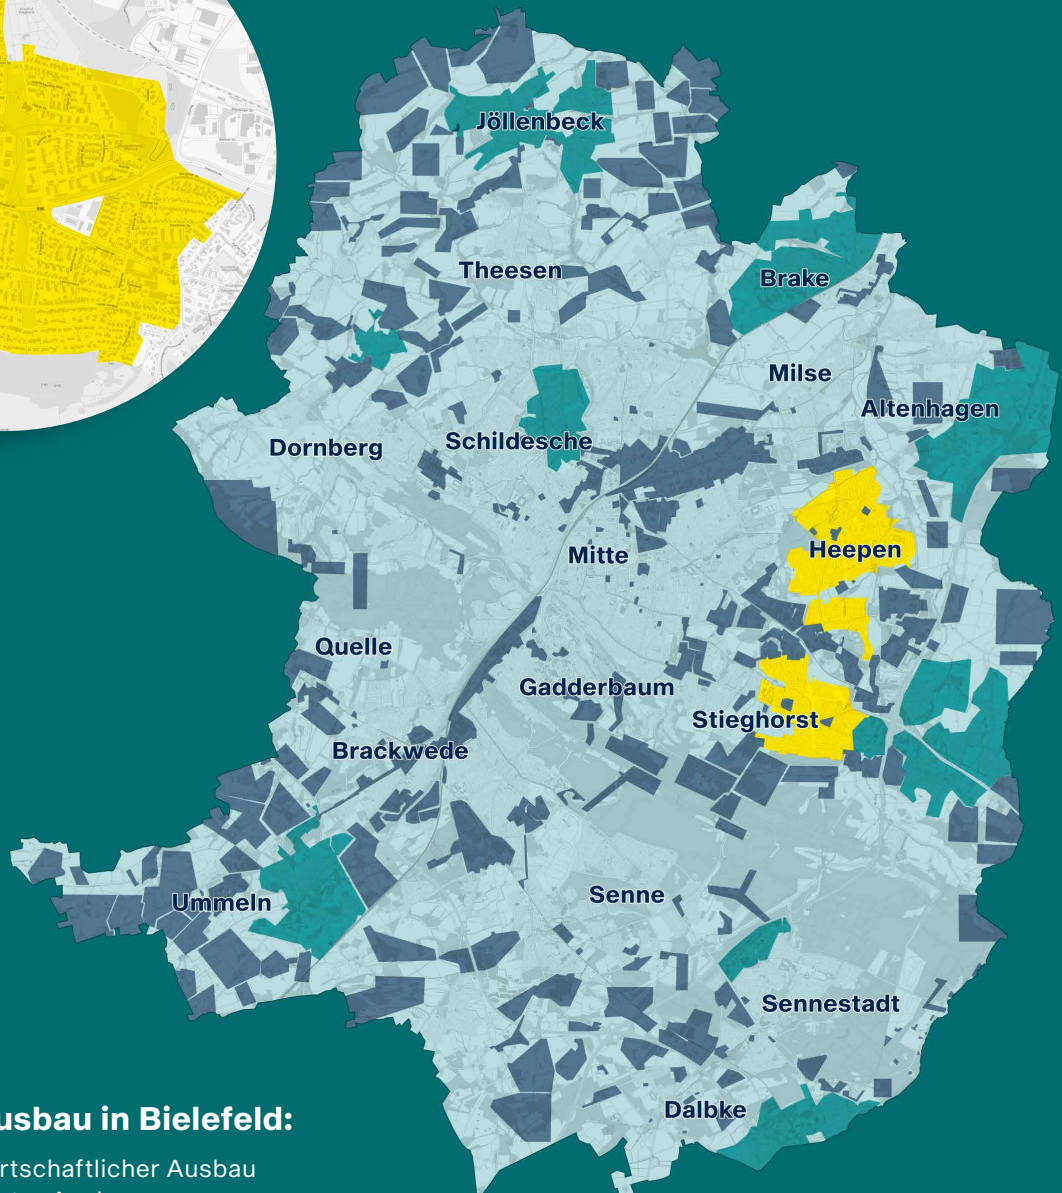 Jöllenbeck
Theesen
Brake
Milse
Altenhagen
Dornberg
Schildesche
Mitte
Heepen
Quelle
Gadderbaum
Stieghorst
Brackwede
Ummeln
Senne
Sennestadt
Dalbke
usbau in Bielefeld:
rtschaftlicher Ausbau